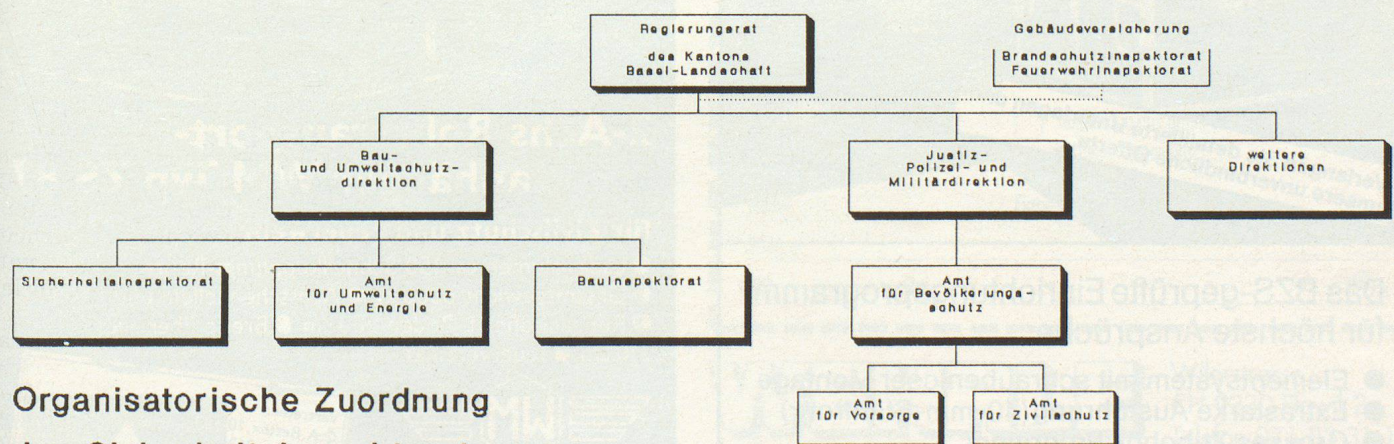 Regierungsrat
des Kantons
Basel-Landschaft
Gebäudeversicherung
Brandschutzinspektorat
Feuerwehrinspektorat
Bau-
und Umweltschutz-
direktion
Justiz-
Polizei- und
Militärdirektion
weitere
Direktionen
Sicherheitsinspektorat
Amt
für Umweltschutz
und Energie
Bauinspektorat
Amt
für Bevölkerungs-
schutz
Amt
für Vorsorge
Amt
für Zivilschutz
Organisatorische Zuordnung
Das BZS-geprüfte
für höchste Ansprüche